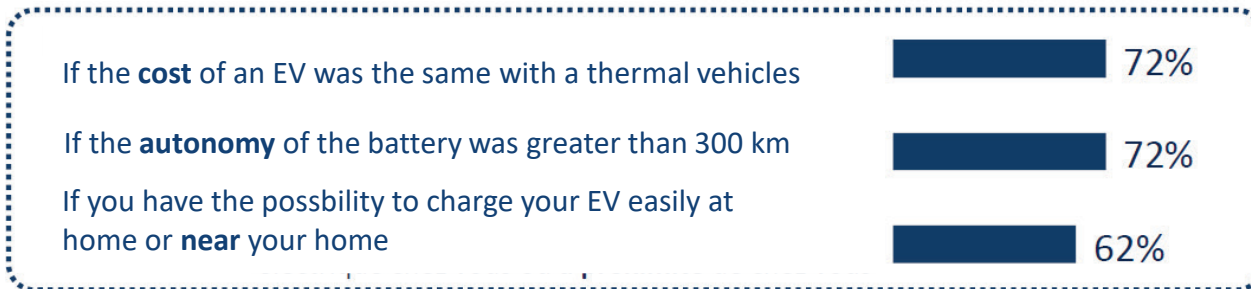 If the cost of an EV was the same with a thermal vehicles 72%
If the autonomy of the battery was greater than 300 km 72%
If you have the possbility to charge your EV easily at
home or near your home 62%